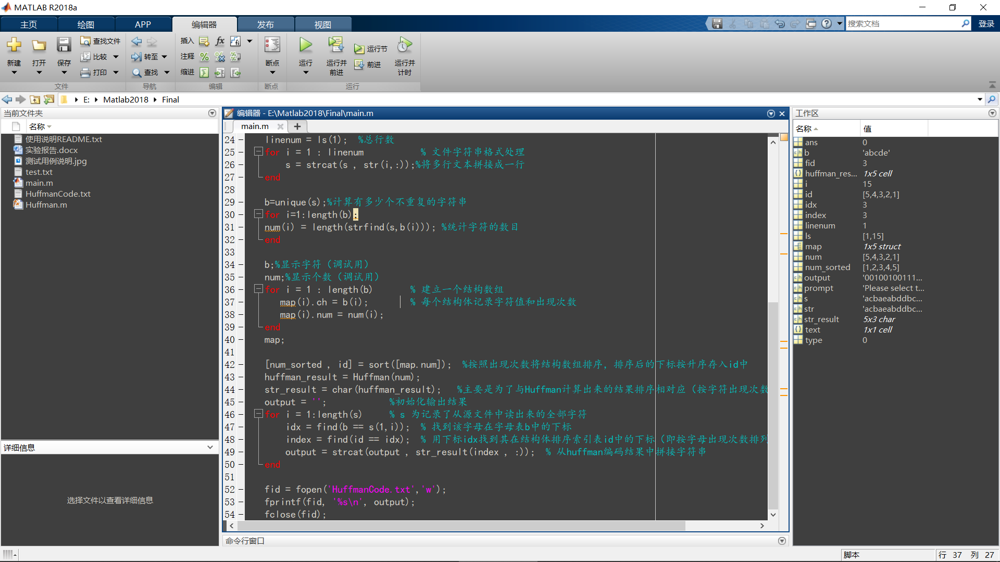 MATLAB R2018a
主页 绘图 APP 编辑器 发布 视图
搜索文档 登录
新建 打开 保存 查找文件 比较 打印
转至 查找
插入 注释 缩进
断点 运行 运行并前进 运行节 前进 运行并计时
文件 导航 编辑 断点 运行
E: Matlab2018 Final
当前文件夹
名称
使用说明README.txt
实验报告.docx
测试用例说明.jpg
test.txt
main.m
HuffmanCode.txt
Huffman.m
详细信息
选择文件以查看详细信息
编辑器 - E:\Matlab2018\Final\main.m
main.m
24 linenum = ls(1); %总行数
25 for i = 1 : linenum % 文件字符串格式处理
26 s = strcat(s , str(i,:));%将多行文本拼接成一行
27 end
28
29 b=unique(s);%计算有多少个不重复的字符串
30 for i=1:length(b);
31 num(i) = length(strfind(s,b(i))); %统计字符的数目
32 end
33
34 b;%显示字符（调试用）
35 num;%显示个数（调试用）
36 for i = 1 : length(b) % 建立一个结构数组
37 map(i).ch = b(i); % 每个结构体记录字符值和出现次数
38 map(i).num = num(i);
39 end
40 map;
41
42 [num_sorted , id] = sort([map.num]); %按照出现次数将结构数组排序，排序后的下标按升序存入id中
43 huffman_result = Huffman(num);
44 str_result = char(huffman_result); %主要是为了与Huffman计算出来的结果排序相对应（按字符出现次数
45 output = ''; %初始化输出结果
46 for i = 1:length(s) % s 为记录了从源文件中读出来的全部字符
47 idx = find(b == s(1,i)); % 找到该字母在字母表b中的下标
48 index = find(id == idx); % 用下标idx找到其在结构体排序索引表id中的下标（即按字母出现次数排列
49 output = strcat(output , str_result(index , :)); % 从huffman编码结果中拼接字符串
50 end
51
52 fid = fopen('HuffmanCode.txt','w');
53 fprintf(fid, '%s\n', output);
54 fclose(fid);
命令行窗口
工作区
名称 值
ans 0
b 'abcde'
fid 3
huffman_res... 1x5 cell
i 15
id [5,4,3,2,1]
idx 3
index 3
linenum 1
ls [1,15]
map 1x5 struct
num [5,4,3,2,1]
num_sorted [1,2,3,4,5]
output '00100100111...
prompt 'Please select t...
s 'acbaeabddbc...
str 'acbaeabddbc...
str_result 5x3 char
text 1x1 cell
type 0
脚本 行 37 列 27